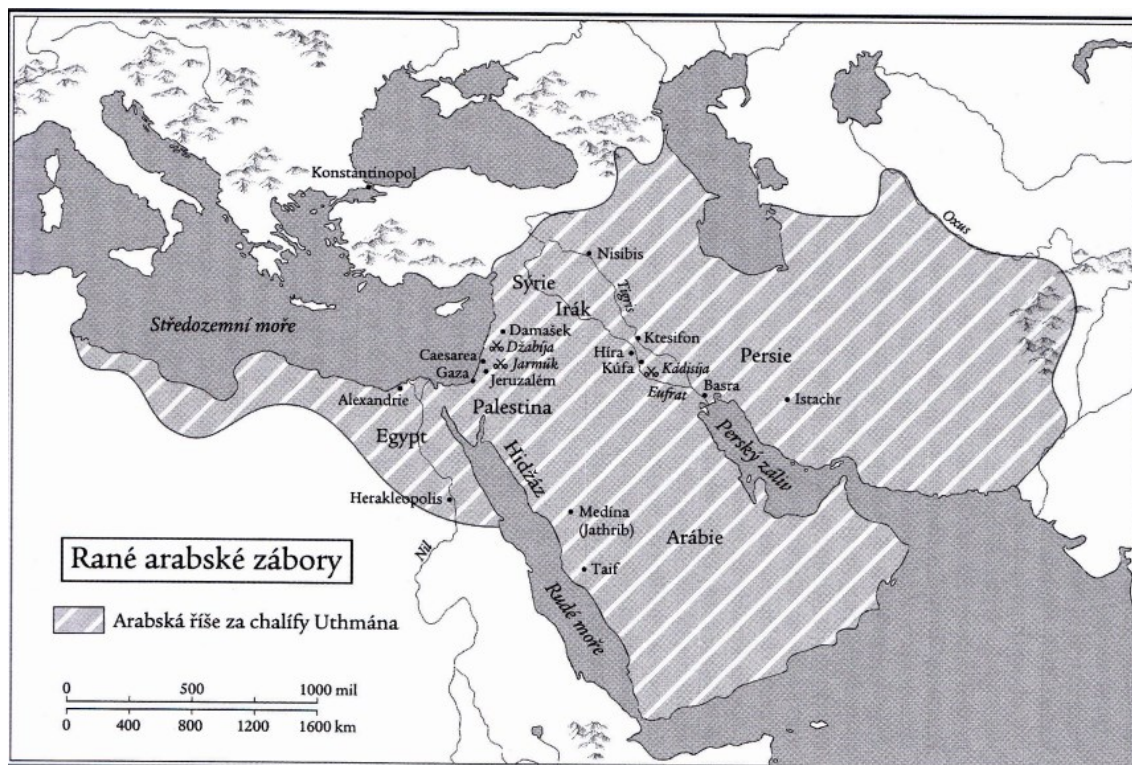 Konstantinopol
Oxus
Nisibis
Sýrie
Tigris
Irák
Středozemní moře
Damašek
Džabíja
Ktesifon
Caesarea
Jarmúk
Híra
Persie
Gaza
Jeruzalém
Kúfa
Kádisíja
Alexandrie
Palestina
Eufrat
Basra
Istachr
Egypt
Hidžáz
Perský záliv
Herakleopolis
Medína
(Jathrib)
Arábie
Nil
Rané arabské zábory
Taif
Rudé moře
Arabská říše za chalífy Uthmána
0 500 1000 mil
0 400 800 1200 1600 km